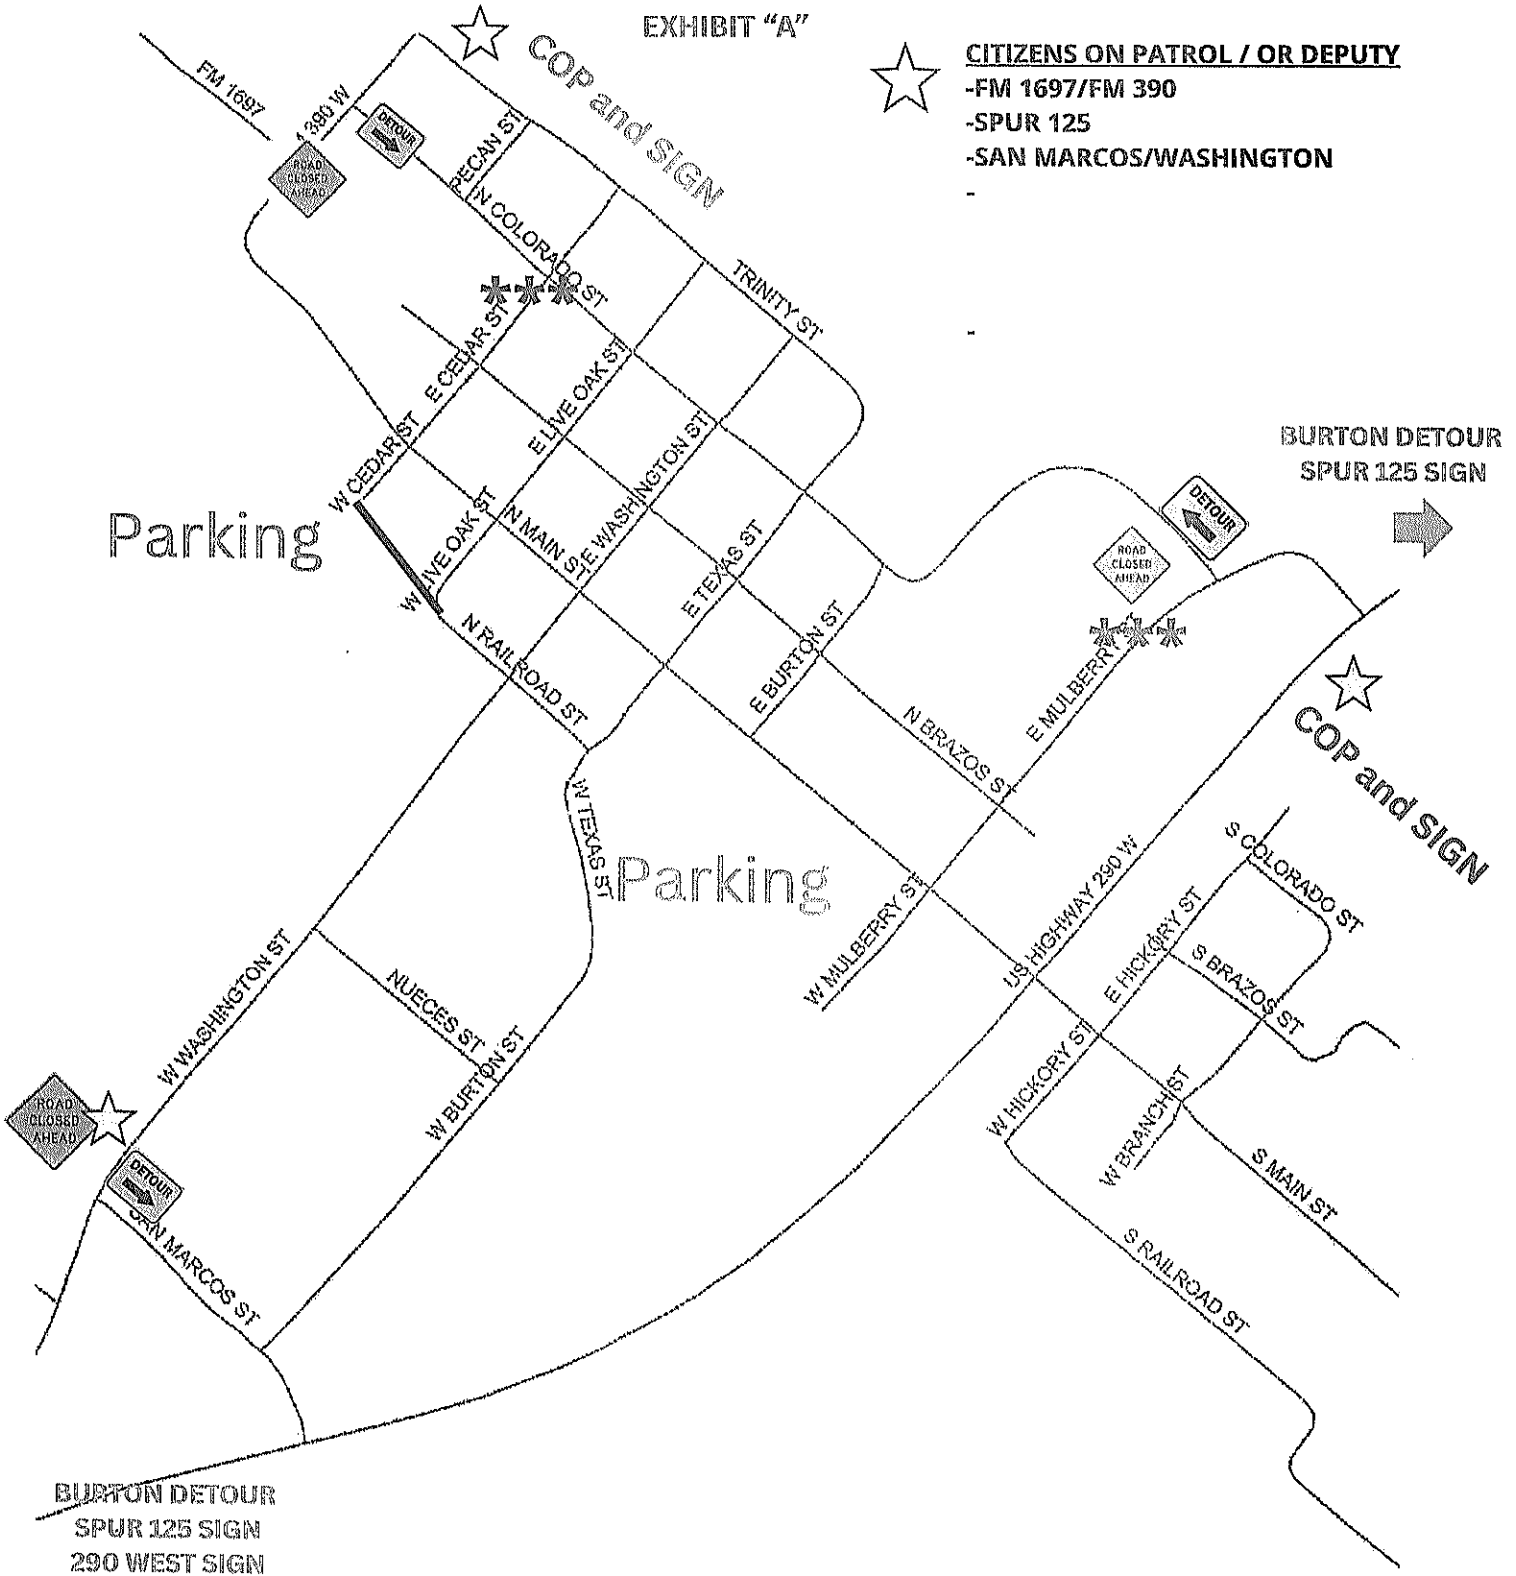 EXHIBIT "A"
CITIZENS ON PATROL / OR DEPUTY
-FM 1697/FM 390
-SPUR 125
-SAN MARCOS/WASHINGTON
-
-
COP and SIGN
FM 1697
390 W
DETOUR
ROAD
CLOSED
AHEAD
PECAN ST
N COLORADO ST
***
TRINITY ST
E CEDAR ST
W CEDAR ST
E LIVE OAK ST
W LIVE OAK ST
N MAIN ST
E WASHINGTON ST
E TEXAS ST
E BURTON ST
N RAILROAD ST
Parking
BURTON DETOUR
SPUR 125 SIGN
DETOUR
ROAD
CLOSED
AHEAD
***
E MULBERRY
N BRAZOS ST
COP and SIGN
W TEXAS ST
Parking
W MULBERRY ST
US HIGHWAY 290 W
S COLORADO ST
E HICKORY ST
S BRAZOS ST
W HICKORY ST
W BRANCH ST
S MAIN ST
S RAILROAD ST
W WASHINGTON ST
NUECES ST
W BURTON ST
ROAD
CLOSED
AHEAD
DETOUR
SAN MARCOS ST
BURTON DETOUR
SPUR 125 SIGN
290 WEST SIGN